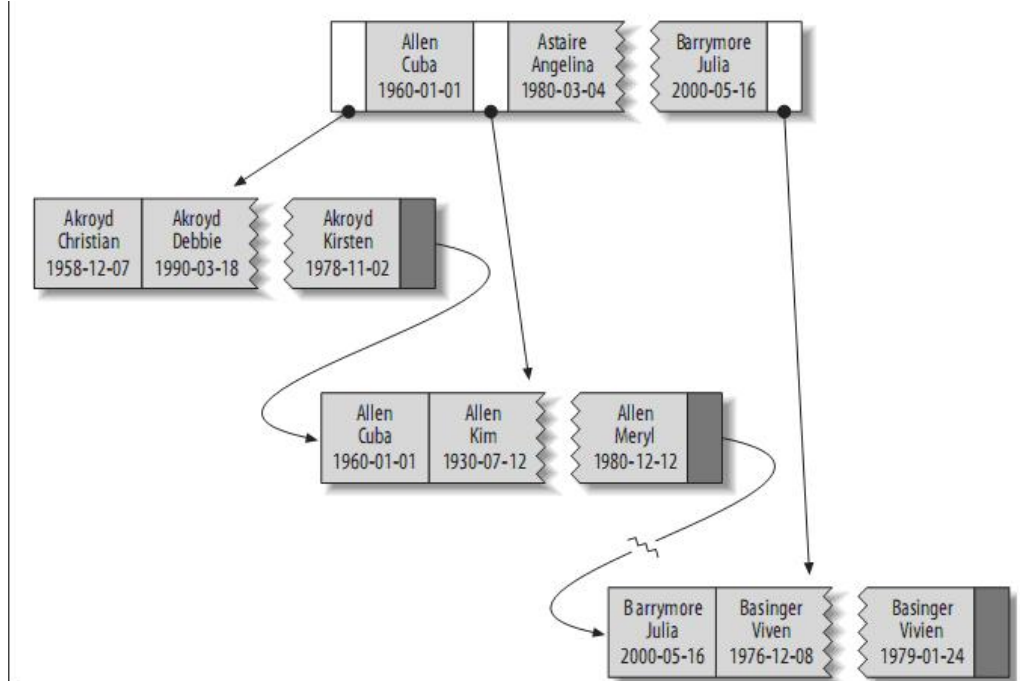 Allen
Cuba
1960-01-01
Astaire
Angelina
1980-03-04
Barrymore
Julia
2000-05-16
Akroyd
Christian
1958-12-07
Akroyd
Debbie
1990-03-18
Akroyd
Kirsten
1978-11-02
Allen
Cuba
1960-01-01
Allen
Kim
1930-07-12
Allen
Meryl
1980-12-12
Barrymore
Julia
2000-05-16
Basinger
Viven
1976-12-08
Basinger
Vivien
1979-01-24